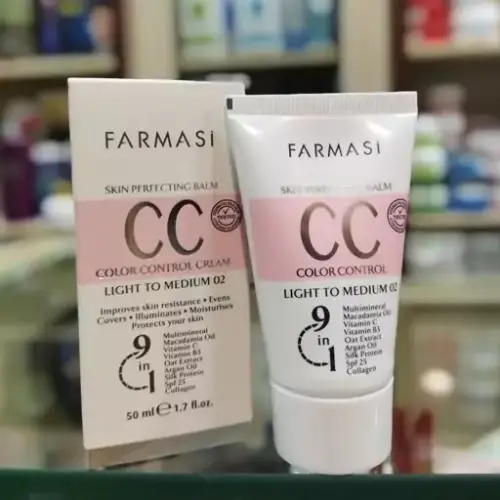 FARMASi
SKIN PERFECTING BALM
CC
COLOR CONTROL CREAM
LIGHT TO MEDIUM 02
Improves skin resistance • Evens
Covers • Illuminates • Moisturises
Protects your skin
9 in 1
Multimineral
Macadamia Oil
Vitamin C
Vitamin B3
Oat Extract
Argan Oil
Silk Protein
Spf 25
Collagen
50 ml e 1.7 fl.oz.
FARMASi
SKIN PERFECTING BALM
CC
COLOR CONTROL
LIGHT TO MEDIUM 02
9 in 1
Multimineral
Macadamia Oil
Vitamin C
Vitamin B3
Oat Extract
Argan Oil
Silk Protein
Spf 25
Collagen